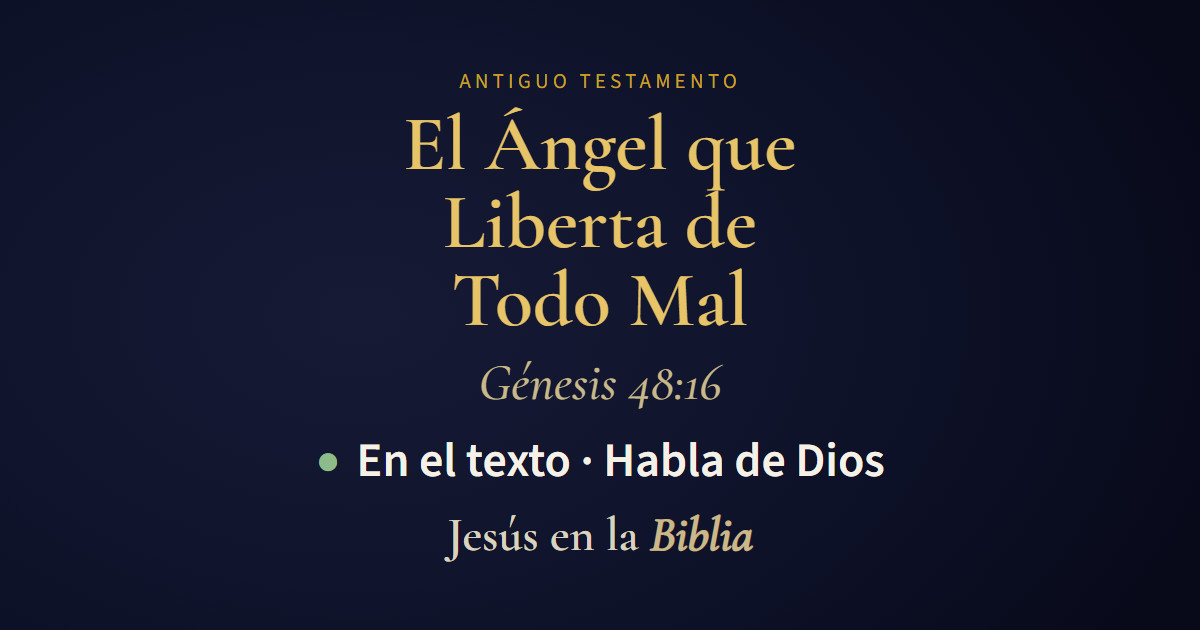 ANTIGUO TESTAMENTO
El Ángel que
Liberta de
Todo Mal
Génesis 48:16
En el texto · Habla de Dios
Jesús en la Biblia